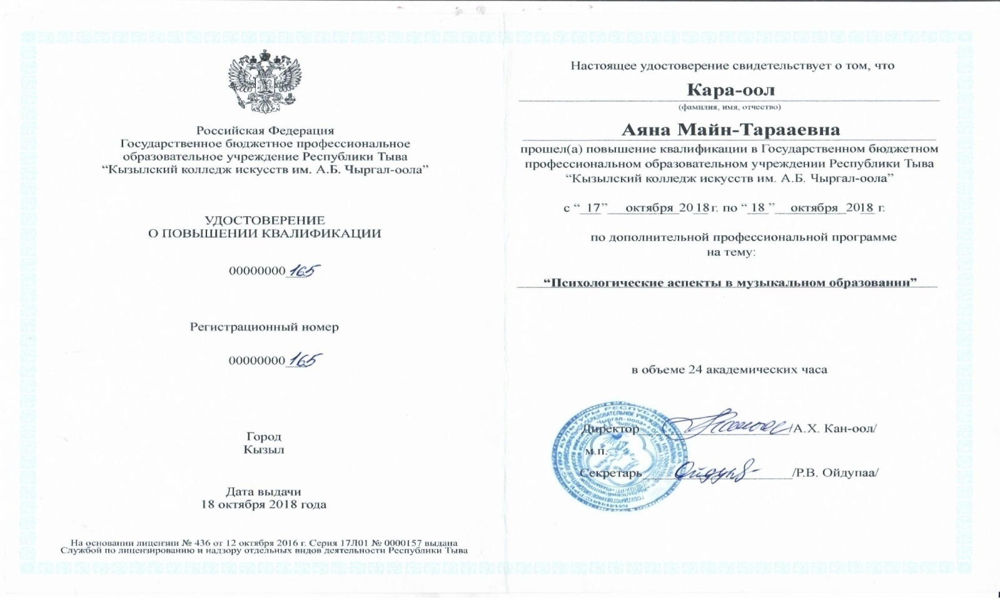 Российская Федерация
Государственное бюджетное профессиональное
образовательное учреждение Республики Тыва
“Кызылский колледж искусств им. А.Б. Чыргал-оола”
УДОСТОВЕРЕНИЕ
О ПОВЫШЕНИИ КВАЛИФИКАЦИИ
00000000 165
Регистрационный номер
00000000 165
Город
Кызыл
Дата выдачи
18 октября 2018 года
На основании лицензии № 436 от 12 октября 2016 г. Серия 17Л01 № 0000157 выдана
Службой по лицензированию и надзору отдельных видов деятельности Республики Тыва
Настоящее удостоверение свидетельствует о том, что
Кара-оол
(фамилия, имя, отчество)
Аяна Майн-Тарааевна
прошел(а) повышение квалификации в Государственном бюджетном
профессиональном образовательном учреждении Республики Тыва
“Кызылский колледж искусств им. А.Б. Чыргал-оола”
с “ 17” октября 2018 г. по “ 18 ” октября 2018 г.
по дополнительной профессиональной программе
на тему:
“Психологические аспекты в музыкальном образовании”
в объеме 24 академических часа
Директор /А.Х. Кан-оол/
м.п.
Секретарь /Р.В. Ойдупаа/